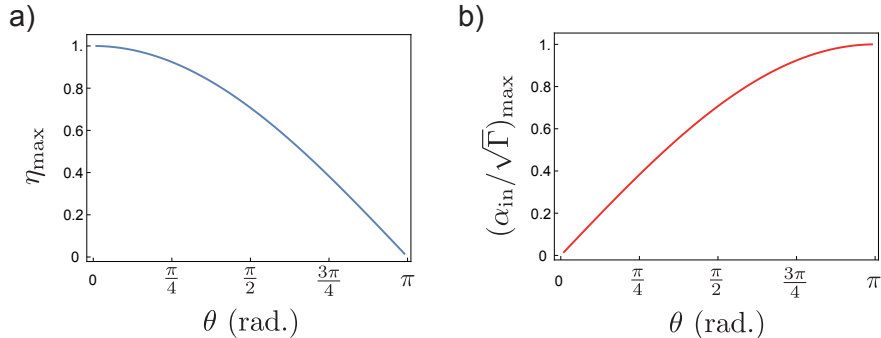 a)
1.
0.8
0.6
0.4
0.2
0
η_max
0
π/4
π/2
3π/4
π
θ (rad.)
b)
1.
0.8
0.6
0.4
0.2
0
(α_in/√Γ)_max
0
π/4
π/2
3π/4
π
θ (rad.)